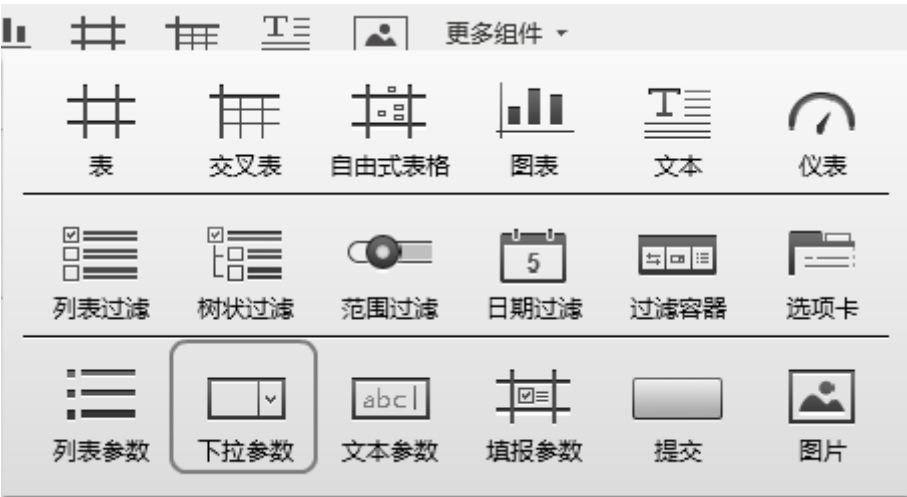 更多组件
表 交叉表 自由式表格 图表 文本 仪表
5
列表过滤 树状过滤 范围过滤 日期过滤 过滤容器 选项卡
abc
列表参数 下拉参数 文本参数 填报参数 提交 图片